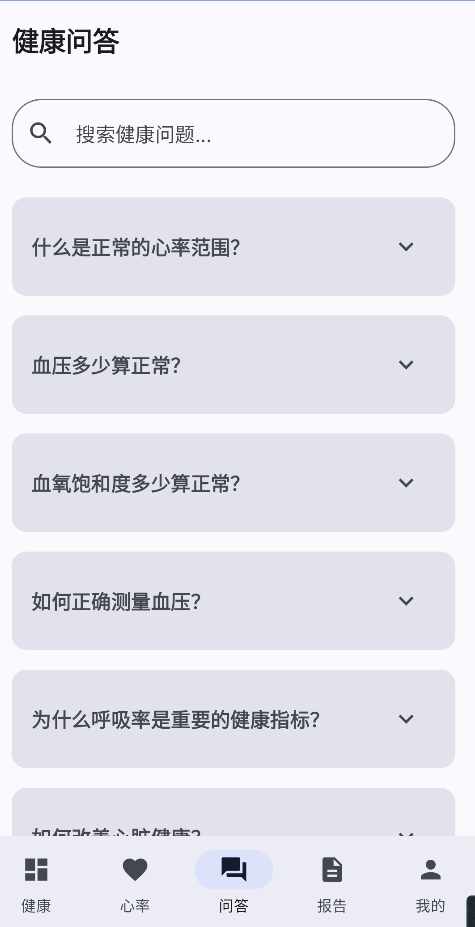 健康问答
搜索健康问题...
什么是正常的心率范围？
血压多少算正常？
血氧饱和度多少算正常？
如何正确测量血压？
为什么呼吸率是重要的健康指标？
如何改善心脏健康？
健康
心率
问答
报告
我的